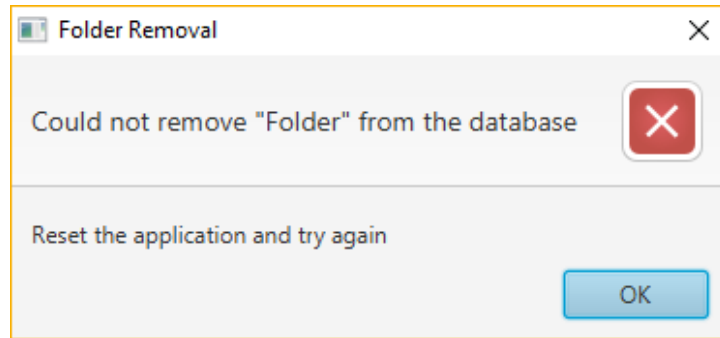 Folder Removal
Could not remove "Folder" from the database
Reset the application and try again
OK